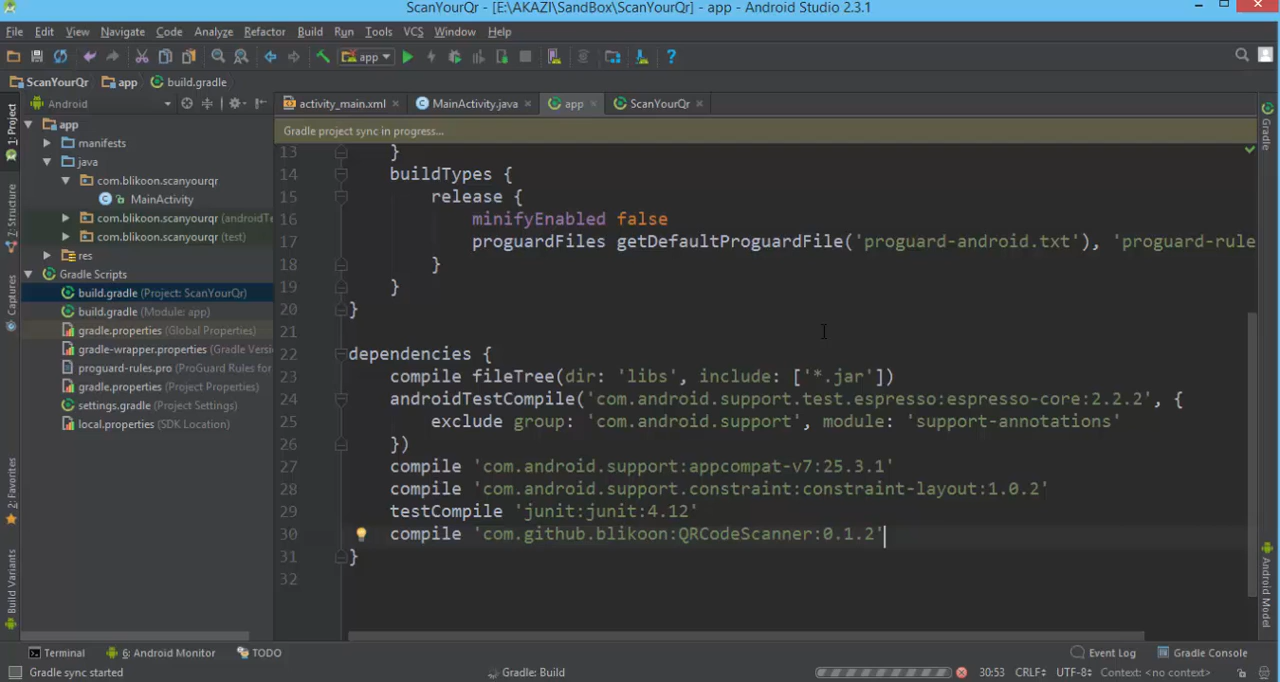 ScanYourQr - [E:\AKAZI\SandBox\ScanYourQr] - app - Android Studio 2.3.1
File Edit View Navigate Code Analyze Refactor Build Run Tools VCS Window Help
app
ScanYourQr app build.gradle
Android
activity_main.xml MainActivity.java app ScanYourQr
Gradle project sync in progress...
1: Project
Z: Structure
Captures
2: Favorites
Build Variants
app
manifests
java
com.blikoon.scanyourqr
MainActivity
com.blikoon.scanyourqr (androidTe
com.blikoon.scanyourqr (test)
res
Gradle Scripts
build.gradle (Project: ScanYourQr)
build.gradle (Module: app)
gradle.properties (Global Properties)
gradle-wrapper.properties (Gradle Versi
proguard-rules.pro (ProGuard Rules for
gradle.properties (Project Properties)
settings.gradle (Project Settings)
local.properties (SDK Location)
13 }
14 buildTypes {
15 release {
16 minifyEnabled false
17 proguardFiles getDefaultProguardFile('proguard-android.txt'), 'proguard-rule
18 }
19 }
20 }
21
22 dependencies {
23 compile fileTree(dir: 'libs', include: ['*.jar'])
24 androidTestCompile('com.android.support.test.espresso:espresso-core:2.2.2', {
25 exclude group: 'com.android.support', module: 'support-annotations'
26 })
27 compile 'com.android.support:appcompat-v7:25.3.1'
28 compile 'com.android.support.constraint:constraint-layout:1.0.2'
29 testCompile 'junit:junit:4.12'
30 compile 'com.github.blikoon:QRCodeScanner:0.1.2'
31 }
32
Gradle
Android Model
Terminal 6: Android Monitor TODO Event Log Gradle Console
Gradle sync started Gradle: Build 30:53 CRLF UTF-8 Context: <no context>